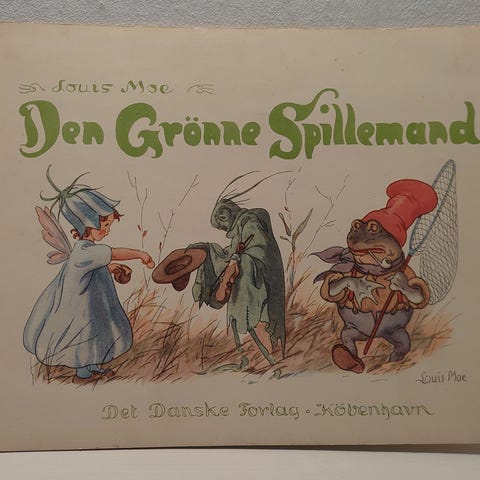 Louis Moe
Den Grönne Spillemand
Louis Moe
Det Danske Forlag · Köbenhavn